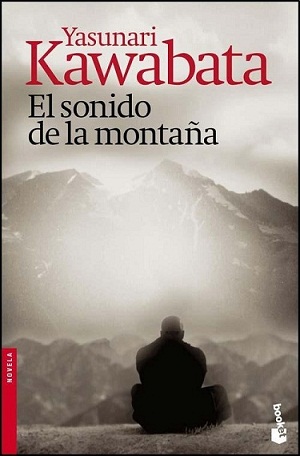 Yasunari
Kawabata
El sonido
de la montaña
NOVELA
booket